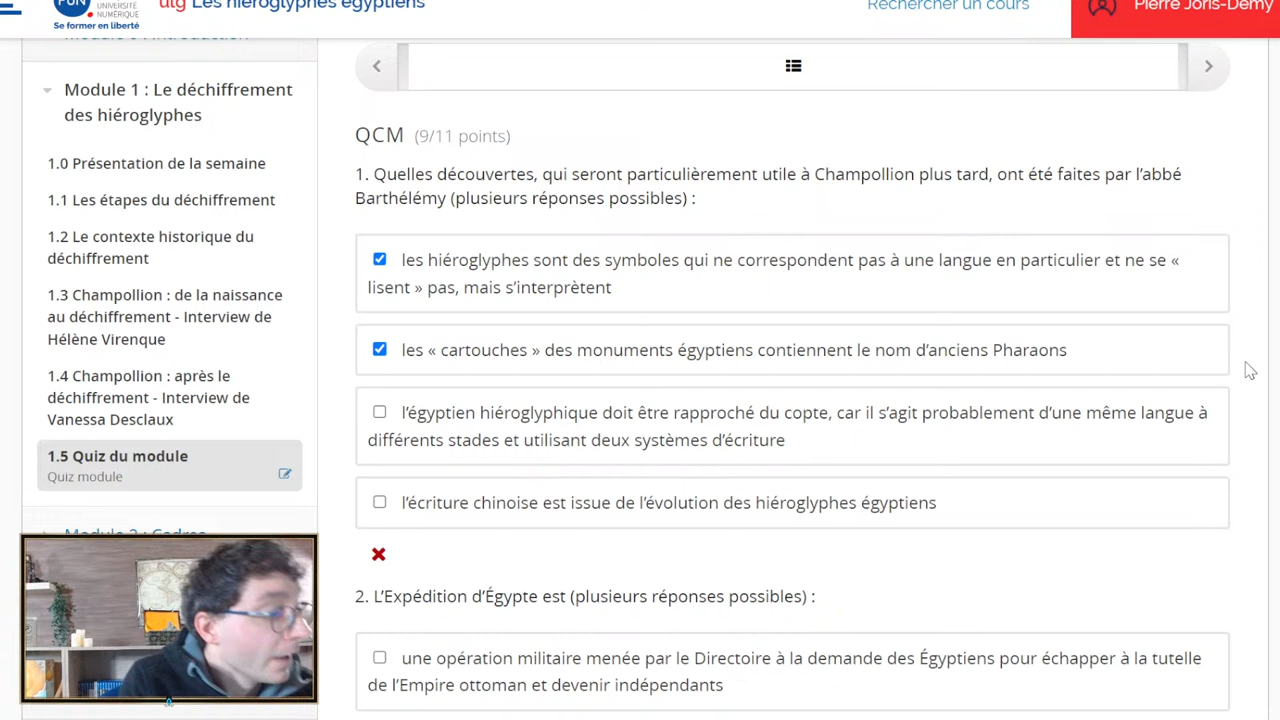 FUN
UNIVERSITÉ
NUMÉRIQUE
Se former en liberté
ulg Les hiéroglyphes égyptiens
Rechercher un cours
Pierre Joris-Demy
Module 1 : Le déchiffrement
des hiéroglyphes
1.0 Présentation de la semaine
1.1 Les étapes du déchiffrement
1.2 Le contexte historique du
déchiffrement
1.3 Champollion : de la naissance
au déchiffrement - Interview de
Hélène Virenque
1.4 Champollion : après le
déchiffrement - Interview de
Vanessa Desclaux
1.5 Quiz du module
Quiz module
QCM (9/11 points)
1. Quelles découvertes, qui seront particulièrement utile à Champollion plus tard, ont été faites par l’abbé
Barthélémy (plusieurs réponses possibles) :
les hiéroglyphes sont des symboles qui ne correspondent pas à une langue en particulier et ne se «
lisent » pas, mais s’interprètent
les « cartouches » des monuments égyptiens contiennent le nom d’anciens Pharaons
l’égyptien hiéroglyphique doit être rapproché du copte, car il s’agit probablement d’une même langue à
différents stades et utilisant deux systèmes d’écriture
l’écriture chinoise est issue de l’évolution des hiéroglyphes égyptiens
2. L’Expédition d’Égypte est (plusieurs réponses possibles) :
une opération militaire menée par le Directoire à la demande des Égyptiens pour échapper à la tutelle
de l’Empire ottoman et devenir indépendants